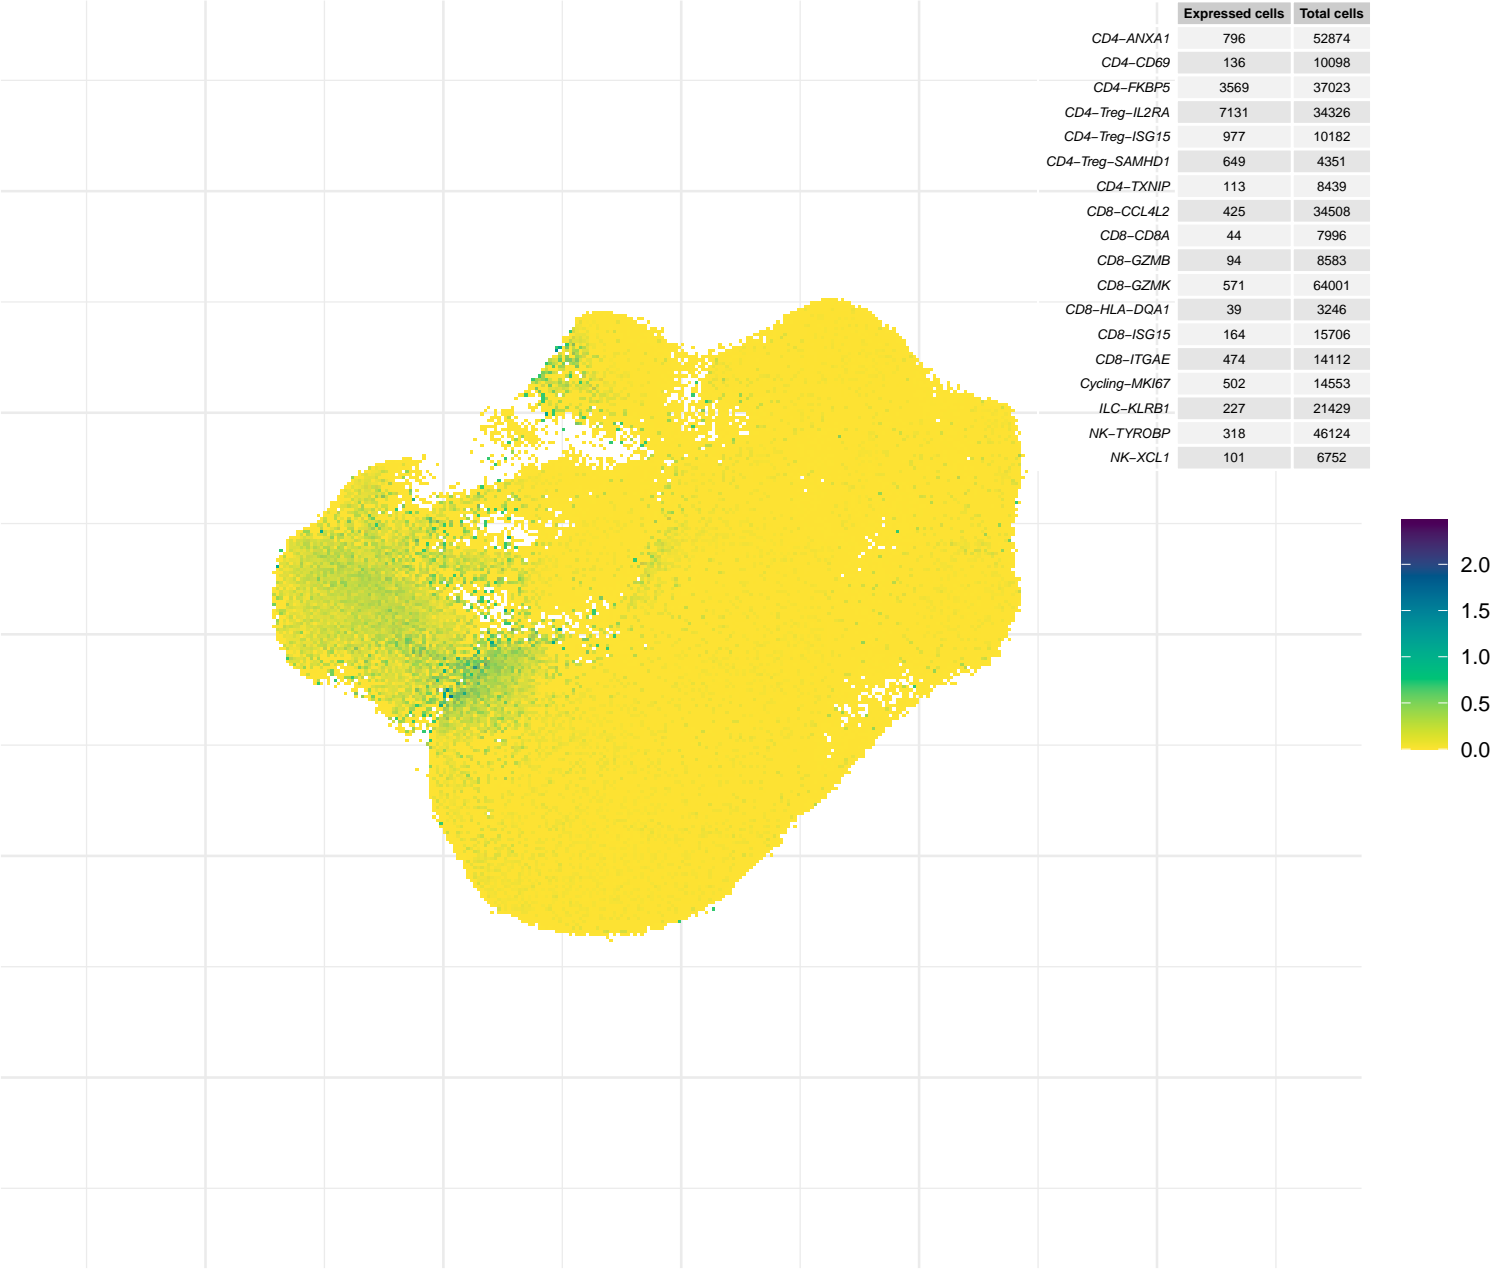 Expressed cells Total cells
CD4−ANXA1 796 52874
CD4−CD69 136 10098
CD4−FKBP5 3569 37023
CD4−Treg−IL2RA 7131 34326
CD4−Treg−ISG15 977 10182
CD4−Treg−SAMHD1 649 4351
CD4−TXNIP 113 8439
CD8−CCL4L2 425 34508
CD8−CD8A 44 7996
CD8−GZMB 94 8583
CD8−GZMK 571 64001
CD8−HLA−DQA1 39 3246
CD8−ISG15 164 15706
CD8−ITGAE 474 14112
Cycling−MKI67 502 14553
ILC−KLRB1 227 21429
NK−TYROBP 318 46124
NK−XCL1 101 6752
2.0
1.5
1.0
0.5
0.0